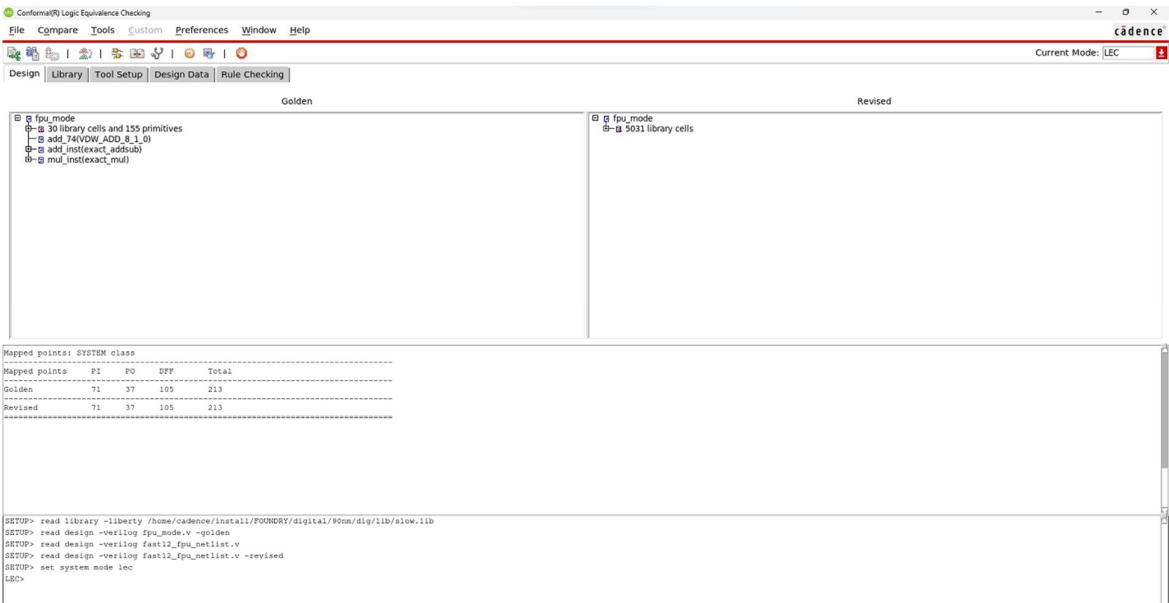 Conformal(R) Logic Equivalence Checking
File Compare Tools Custom Preferences Window Help
cādence®
Current Mode: LEC
Design Library Tool Setup Design Data Rule Checking
Golden
Revised
fpu_mode
30 library cells and 155 primitives
add_74(VDW_ADD_8_1_0)
add_inst(exact_addsub)
mul_inst(exact_mul)
fpu_mode
5031 library cells
Mapped points: SYSTEM class
--------------------------------------------------------------------------------
Mapped points PI PO DFF Total
--------------------------------------------------------------------------------
Golden 71 37 105 213
--------------------------------------------------------------------------------
Revised 71 37 105 213
================================================================================
SETUP> read library -liberty /home/cadence/install/FOUNDRY/digital/90nm/dig/lib/slow.lib
SETUP> read design -verilog fpu_mode.v -golden
SETUP> read design -verilog fast12_fpu_netlist.v
SETUP> read design -verilog fast12_fpu_netlist.v -revised
SETUP> set system mode lec
LEC>